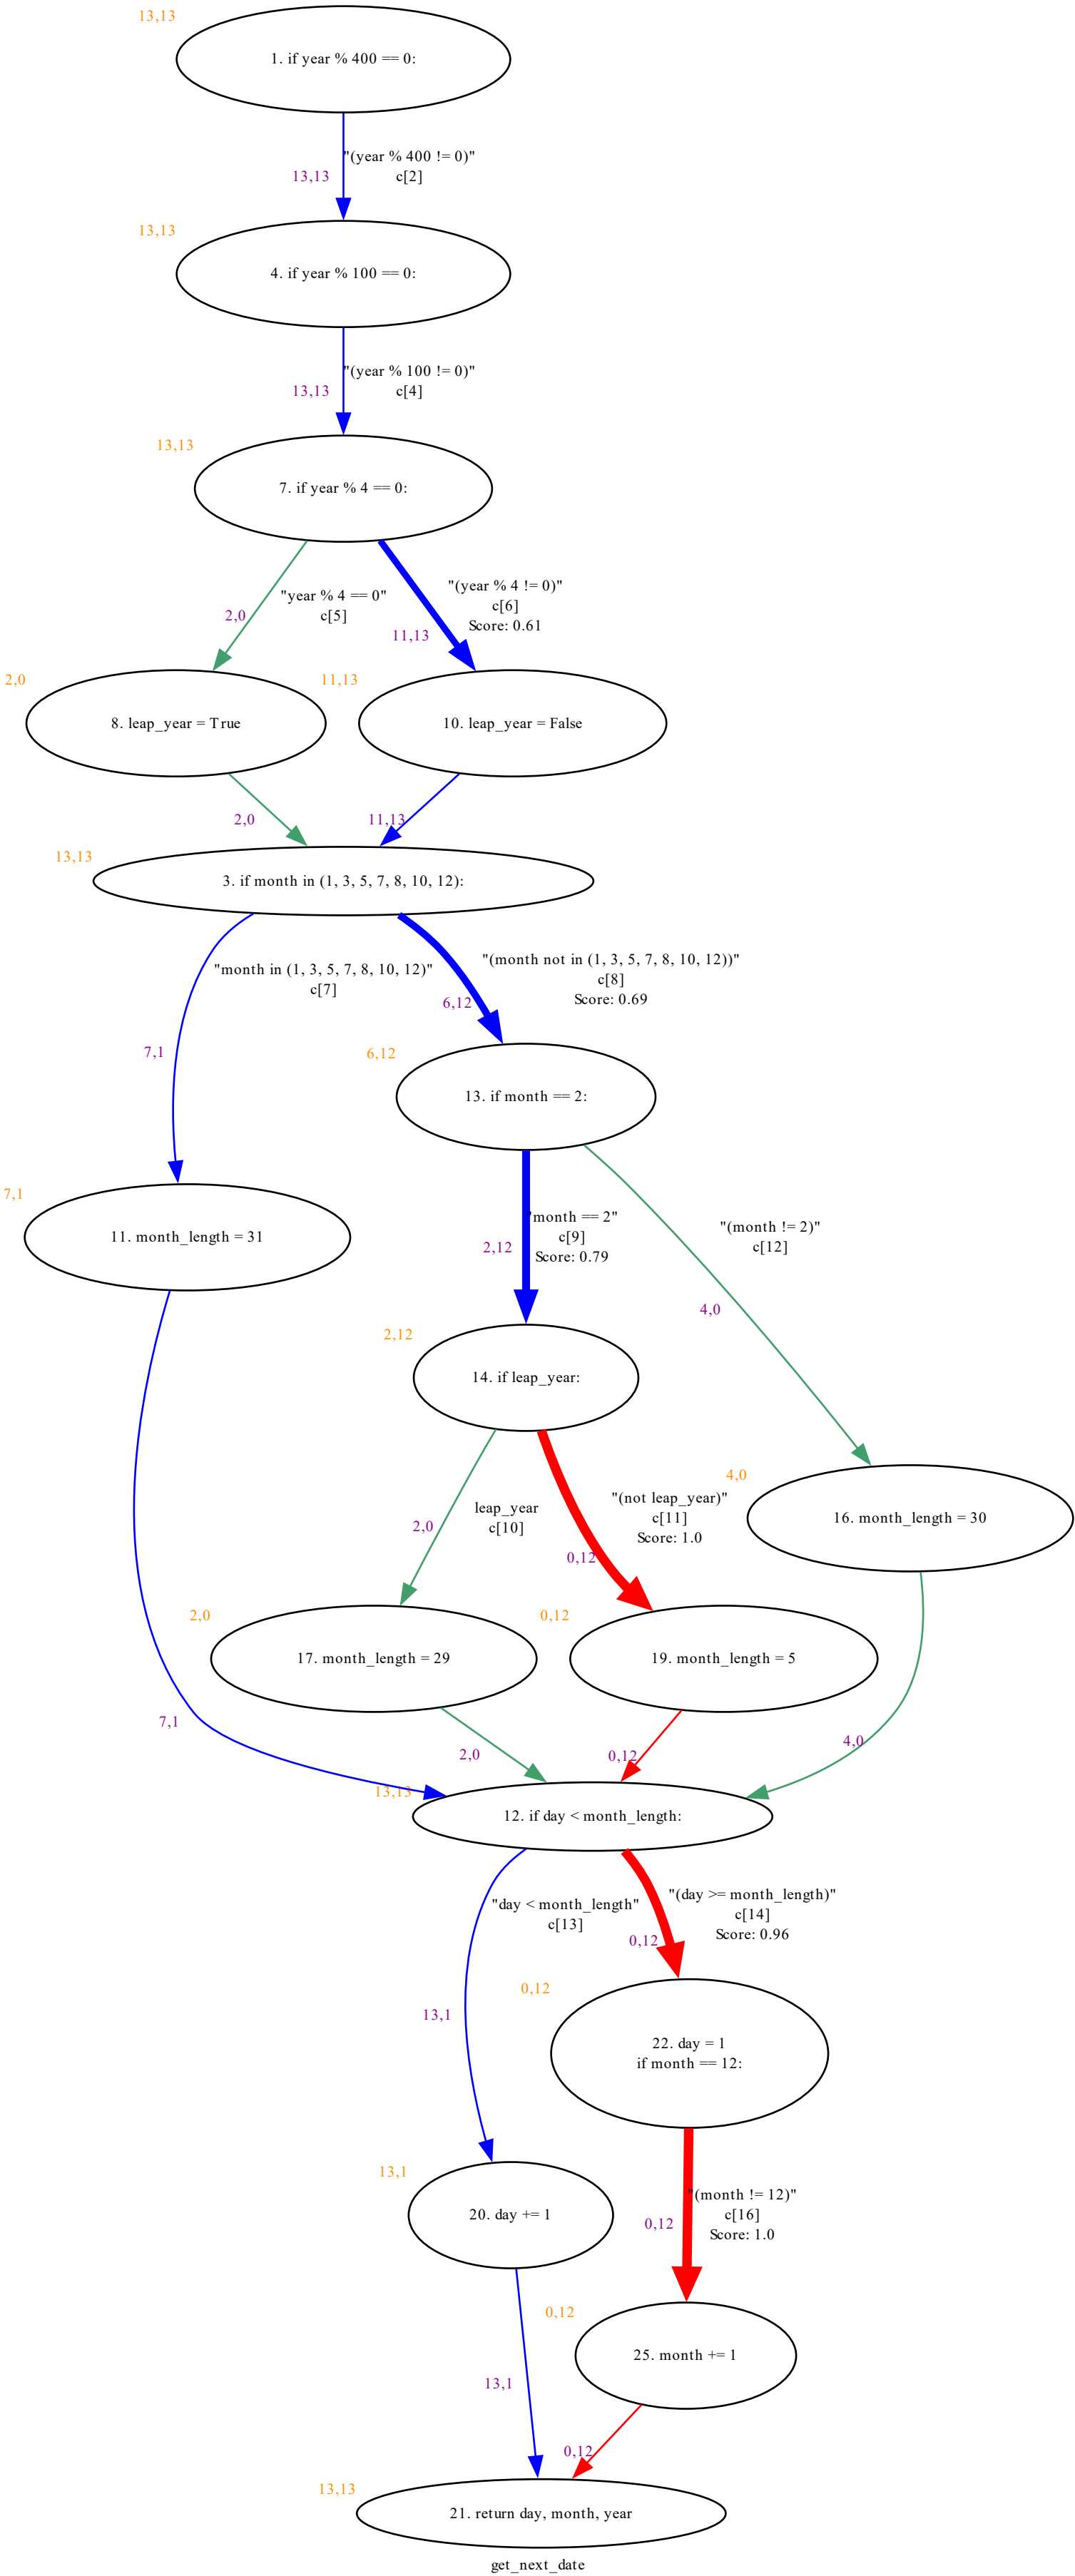 13,13
1. if year % 400 == 0:
"(year % 400 != 0)"
c[2]
13,13
13,13
4. if year % 100 == 0:
"(year % 100 != 0)"
c[4]
13,13
13,13
7. if year % 4 == 0:
"year % 4 == 0"
c[5]
2,0
"(year % 4 != 0)"
c[6]
Score: 0.61
11,13
2,0
8. leap_year = True
11,13
10. leap_year = False
2,0
11,13
13,13
3. if month in (1, 3, 5, 7, 8, 10, 12):
"month in (1, 3, 5, 7, 8, 10, 12)"
c[7]
7,1
"(month not in (1, 3, 5, 7, 8, 10, 12))"
c[8]
Score: 0.69
6,12
6,12
13. if month == 2:
7,1
11. month_length = 31
"month == 2"
c[9]
Score: 0.79
2,12
"(month != 2)"
c[12]
4,0
2,12
14. if leap_year:
leap_year
c[10]
2,0
"(not leap_year)"
c[11]
Score: 1.0
0,12
4,0
16. month_length = 30
2,0
17. month_length = 29
0,12
19. month_length = 5
7,1
2,0
0,12
4,0
13,13
12. if day < month_length:
"day < month_length"
c[13]
13,1
"(day >= month_length)"
c[14]
Score: 0.96
0,12
0,12
22. day = 1
if month == 12:
13,1
20. day += 1
"(month != 12)"
c[16]
Score: 1.0
0,12
0,12
25. month += 1
13,1
0,12
13,13
21. return day, month, year
get_next_date